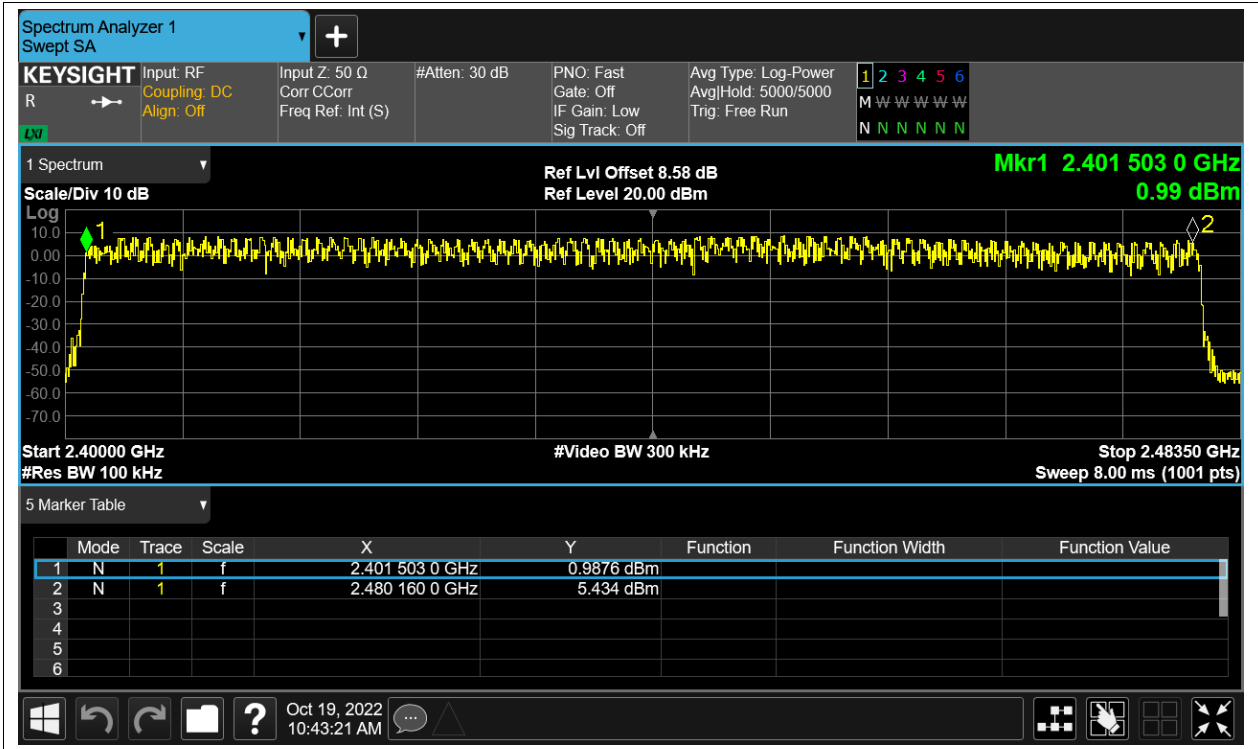 Spectrum Analyzer 1
Swept SA
+
KEYSIGHT
R
LXI
Input: RF
Coupling: DC
Align: Off
Input Z: 50 Ω
Corr CCorr
Freq Ref: Int (S)
#Atten: 30 dB
PNO: Fast
Gate: Off
IF Gain: Low
Sig Track: Off
Avg Type: Log-Power
Avg|Hold: 5000/5000
Trig: Free Run
1 2 3 4 5 6
M W W W W W
N N N N N N
1 Spectrum
Scale/Div 10 dB
Ref Lvl Offset 8.58 dB
Ref Level 20.00 dBm
Mkr1 2.401 503 0 GHz
0.99 dBm
Log
10.0
0.00
-10.0
-20.0
-30.0
-40.0
-50.0
-60.0
-70.0
1
2
Start 2.40000 GHz
#Res BW 100 kHz
#Video BW 300 kHz
Stop 2.48350 GHz
Sweep 8.00 ms (1001 pts)
5 Marker Table
Mode Trace Scale X Y Function Function Width Function Value
1 N 1 f 2.401 503 0 GHz 0.9876 dBm
2 N 1 f 2.480 160 0 GHz 5.434 dBm
3
4
5
6
?
Oct 19, 2022
10:43:21 AM